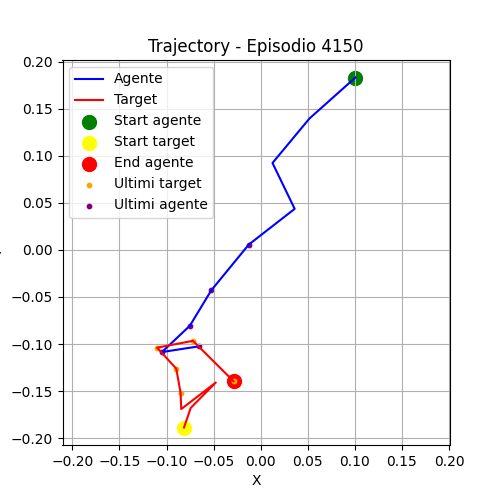 Trajectory - Episodio 4150
Agente
Target
Start agente
Start target
End agente
Ultimi target
Ultimi agente
0.20
0.15
0.10
0.05
0.00
−0.05
−0.10
−0.15
−0.20
−0.20 −0.15 −0.10 −0.05 0.00 0.05 0.10 0.15 0.20
X